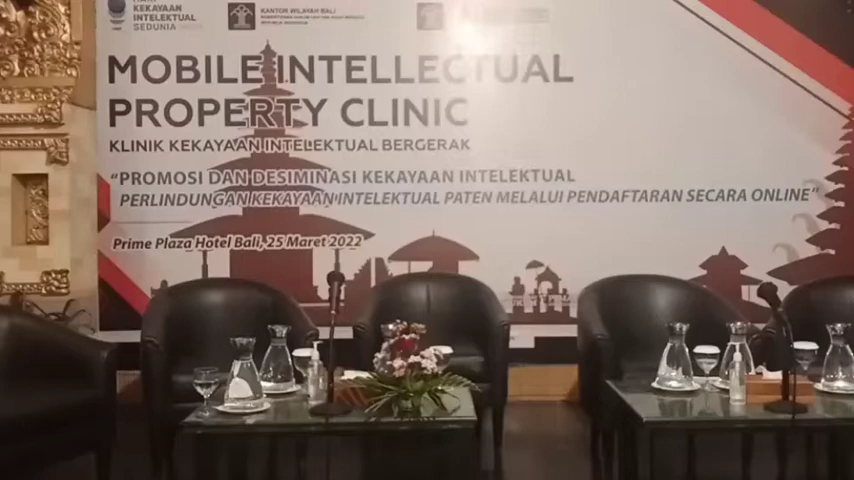 KEKAYAAN
INTELEKTUAL
SEDUNIA
KANTOR WILAYAH BALI
MOBILE INTELLECTUAL
PROPERTY CLINIC
KLINIK KEKAYAAN INTELEKTUAL BERGERAK
"PROMOSI DAN DESIMINASI KEKAYAAN INTELEKTUAL
PERLINDUNGAN KEKAYAAN INTELEKTUAL PATEN MELALUI PENDAFTARAN SECARA ONLINE"
Prime Plaza Hotel Bali, 25 Maret 2022